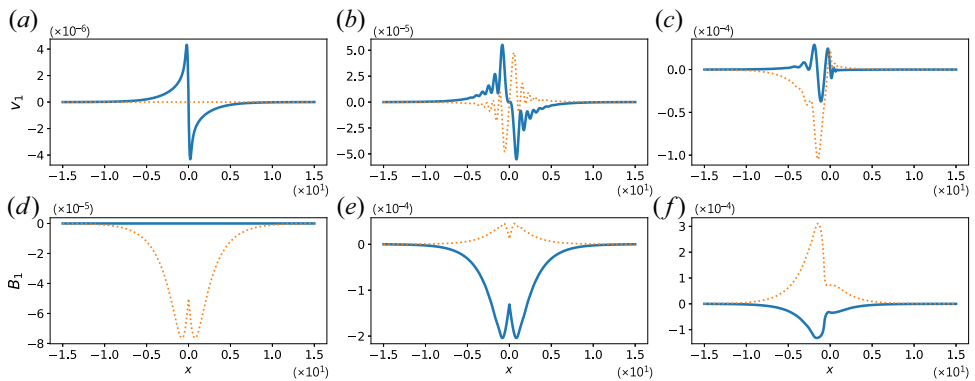 (a) (b) (c)
(×10⁻⁶) (×10⁻⁵) (×10⁻⁴)
v₁
4 2 0 −2 −4
5.0 2.5 0.0 −2.5 −5.0
0.0 −0.5 −1.0
−1.5 −1.0 −0.5 0.0 0.5 1.0 1.5 −1.5 −1.0 −0.5 0.0 0.5 1.0 1.5 −1.5 −1.0 −0.5 0.0 0.5 1.0 1.5
(×10¹) (×10¹) (×10¹)
(d) (e) (f)
(×10⁻⁵) (×10⁻⁴) (×10⁻⁴)
B₁
0 −2 −4 −6 −8
0 −1 −2
3 2 1 0 −1
−1.5 −1.0 −0.5 0.0 0.5 1.0 1.5 −1.5 −1.0 −0.5 0.0 0.5 1.0 1.5 −1.5 −1.0 −0.5 0.0 0.5 1.0 1.5
x x x
(×10¹) (×10¹) (×10¹)